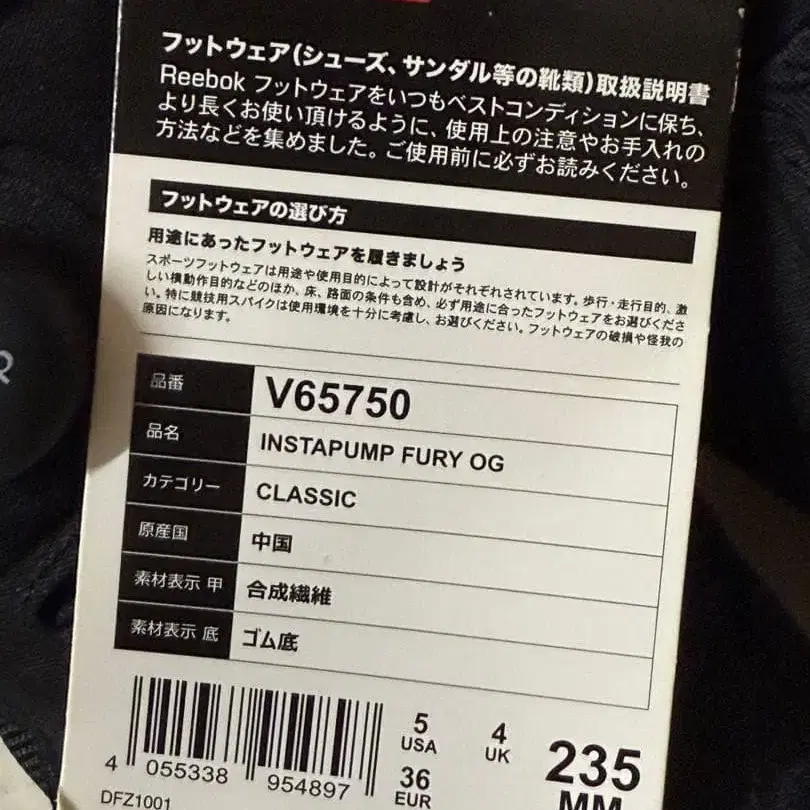 フットウェア(シューズ、サンダル等の靴類)取扱説明書
Reebok フットウェアをいつもベストコンディションに保ち、
より長くお使い頂けるように、使用上の注意やお手入れの
方法などを集めました。ご使用前に必ずお読みください。
フットウェアの選び方
用途にあったフットウェアを履きましょう
スポーツフットウェアは用途や使用目的によって設計がそれぞれされています。歩行・走行目的、激
しい横動作目的などのほか、床、路面の条件も含め、必ず用途に合ったフットウェアをお選びくださ
い。特に競技用スパイクは使用環境を十分に考慮し、お選びください。フットウェアの破損や怪我の
原因になります。
品番 V65750
品名 INSTAPUMP FURY OG
カテゴリー CLASSIC
原産国 中国
素材表示 甲 合成繊維
素材表示 底 ゴム底
5 USA 4 UK 235 MM
36 EUR
4 055338 954897
DFZ1001